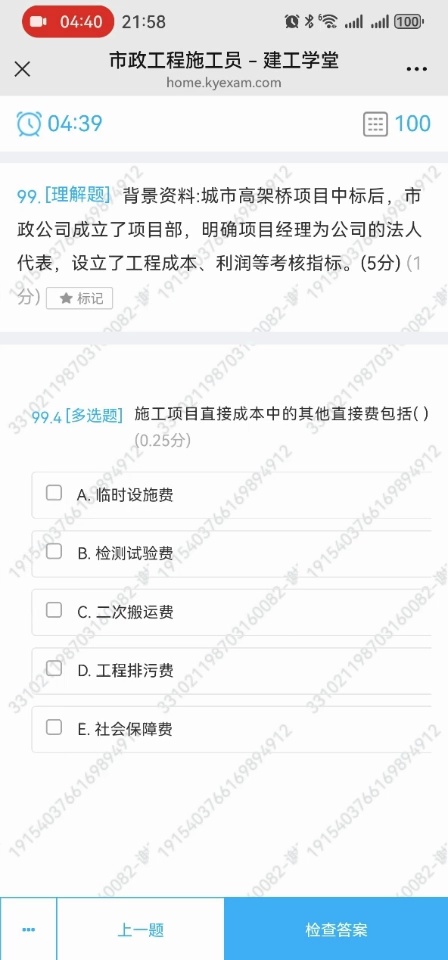 04:40 21:58 6 100
市政工程施工员 – 建工学堂
home.kyexam.com
04:39 100
99. [理解题] 背景资料:城市高架桥项目中标后，市
政公司成立了项目部，明确项目经理为公司的法人
代表，设立了工程成本、利润等考核指标。(5分) (1
分) ★ 标记
99.4 [多选题] 施工项目直接成本中的其他直接费包括( )
(0.25分)
A. 临时设施费
B. 检测试验费
C. 二次搬运费
D. 工程排污费
E. 社会保障费
上一题 检查答案